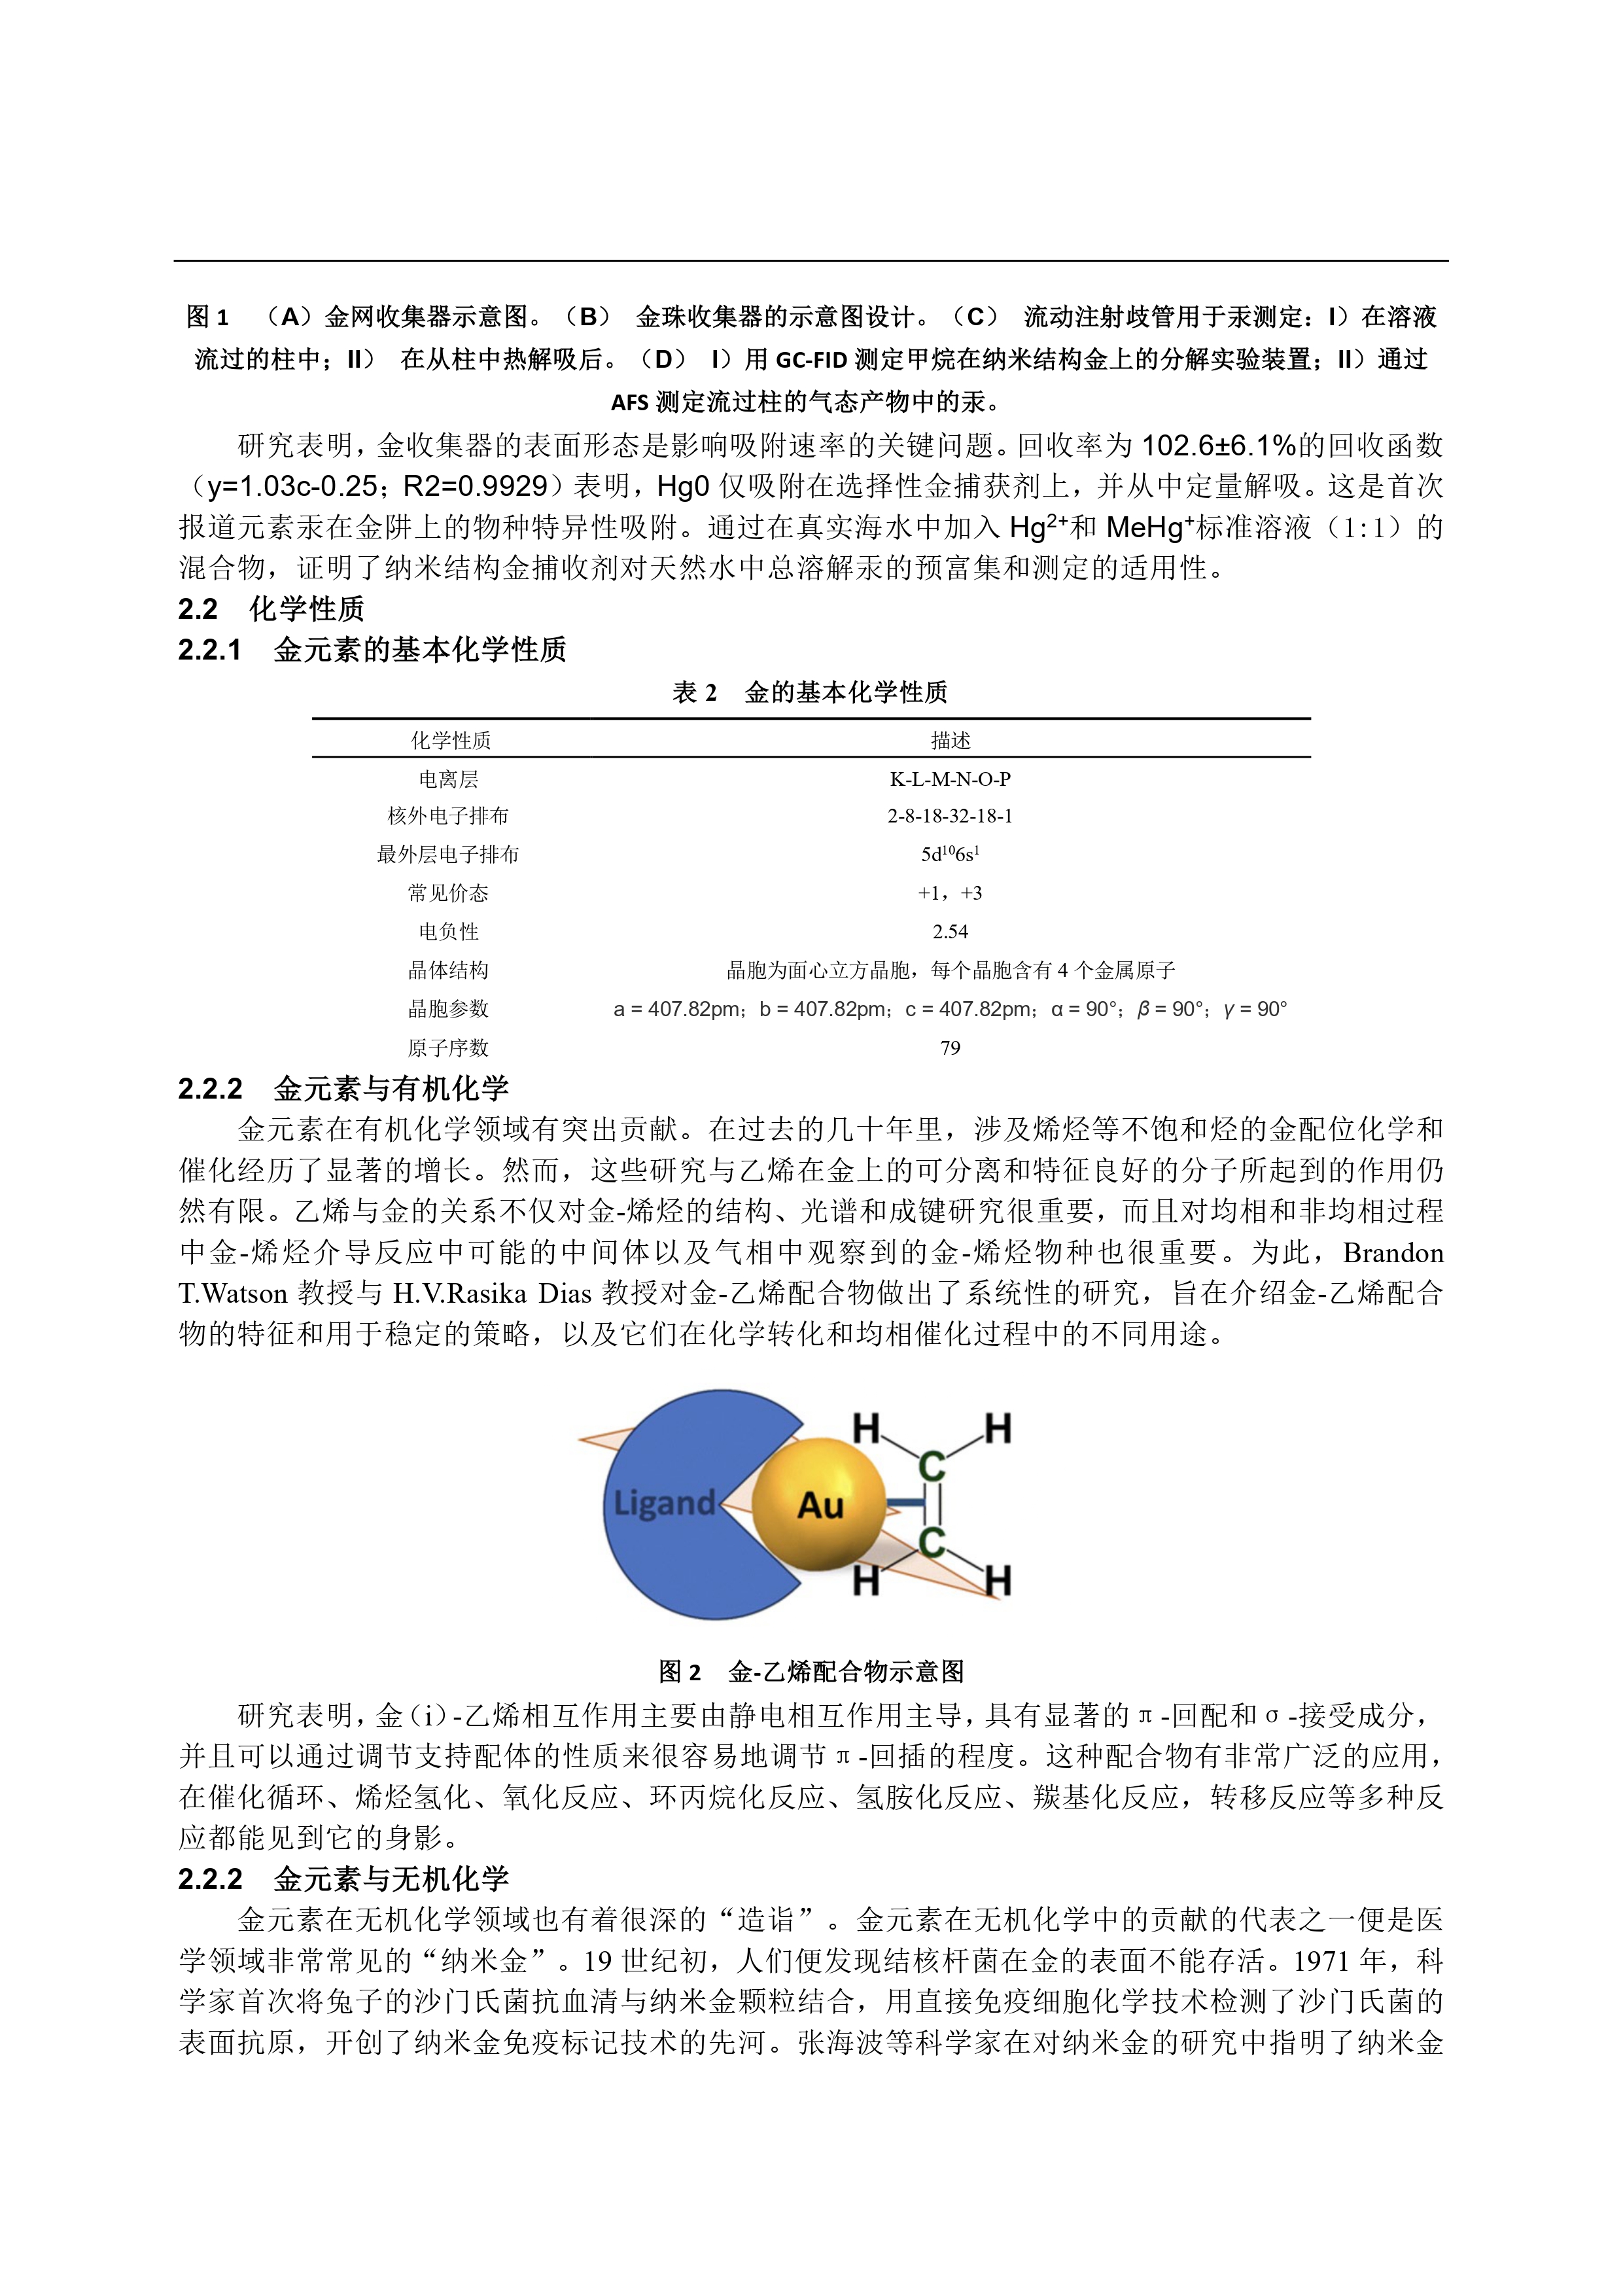 图 1 （A）金网收集器示意图。（B） 金珠收集器的示意图设计。（C） 流动注射歧管用于汞测定：I）在溶液
流过的柱中；II） 在从柱中热解吸后。（D） I）用 GC-FID 测定甲烷在纳米结构金上的分解实验装置；II）通过
AFS 测定流过柱的气态产物中的汞。
研究表明，金收集器的表面形态是影响吸附速率的关键问题。回收率为 102.6±6.1%的回收函数
（y=1.03c-0.25；R2=0.9929）表明，Hg0 仅吸附在选择性金捕获剂上，并从中定量解吸。这是首次
报道元素汞在金阱上的物种特异性吸附。通过在真实海水中加入 Hg²⁺和 MeHg⁺标准溶液（1:1）的
混合物，证明了纳米结构金捕收剂对天然水中总溶解汞的预富集和测定的适用性。
2.2 化学性质
2.2.1 金元素的基本化学性质
表 2 金的基本化学性质
化学性质 描述
电离层 K-L-M-N-O-P
核外电子排布 2-8-18-32-18-1
最外层电子排布 5d¹⁰6s¹
常见价态 +1，+3
电负性 2.54
晶体结构 晶胞为面心立方晶胞，每个晶胞含有 4 个金属原子
晶胞参数 a = 407.82pm；b = 407.82pm；c = 407.82pm；α = 90°；β = 90°；γ = 90°
原子序数 79
2.2.2 金元素与有机化学
金元素在有机化学领域有突出贡献。在过去的几十年里，涉及烯烃等不饱和烃的金配位化学和
催化经历了显著的增长。然而，这些研究与乙烯在金上的可分离和特征良好的分子所起到的作用仍
然有限。乙烯与金的关系不仅对金-烯烃的结构、光谱和成键研究很重要，而且对均相和非均相过程
中金-烯烃介导反应中可能的中间体以及气相中观察到的金-烯烃物种也很重要。为此，Brandon
T.Watson 教授与 H.V.Rasika Dias 教授对金-乙烯配合物做出了系统性的研究，旨在介绍金-乙烯配合
物的特征和用于稳定的策略，以及它们在化学转化和均相催化过程中的不同用途。
H H
C
Ligand Au
C
H H
图 2 金-乙烯配合物示意图
研究表明，金（i）-乙烯相互作用主要由静电相互作用主导，具有显著的 π -回配和 σ -接受成分，
并且可以通过调节支持配体的性质来很容易地调节 π -回插的程度。这种配合物有非常广泛的应用，
在催化循环、烯烃氢化、氧化反应、环丙烷化反应、氢胺化反应、羰基化反应，转移反应等多种反
应都能见到它的身影。
2.2.2 金元素与无机化学
金元素在无机化学领域也有着很深的“造诣”。金元素在无机化学中的贡献的代表之一便是医
学领域非常常见的“纳米金”。19 世纪初，人们便发现结核杆菌在金的表面不能存活。1971 年，科
学家首次将兔子的沙门氏菌抗血清与纳米金颗粒结合，用直接免疫细胞化学技术检测了沙门氏菌的
表面抗原，开创了纳米金免疫标记技术的先河。张海波等科学家在对纳米金的研究中指明了纳米金